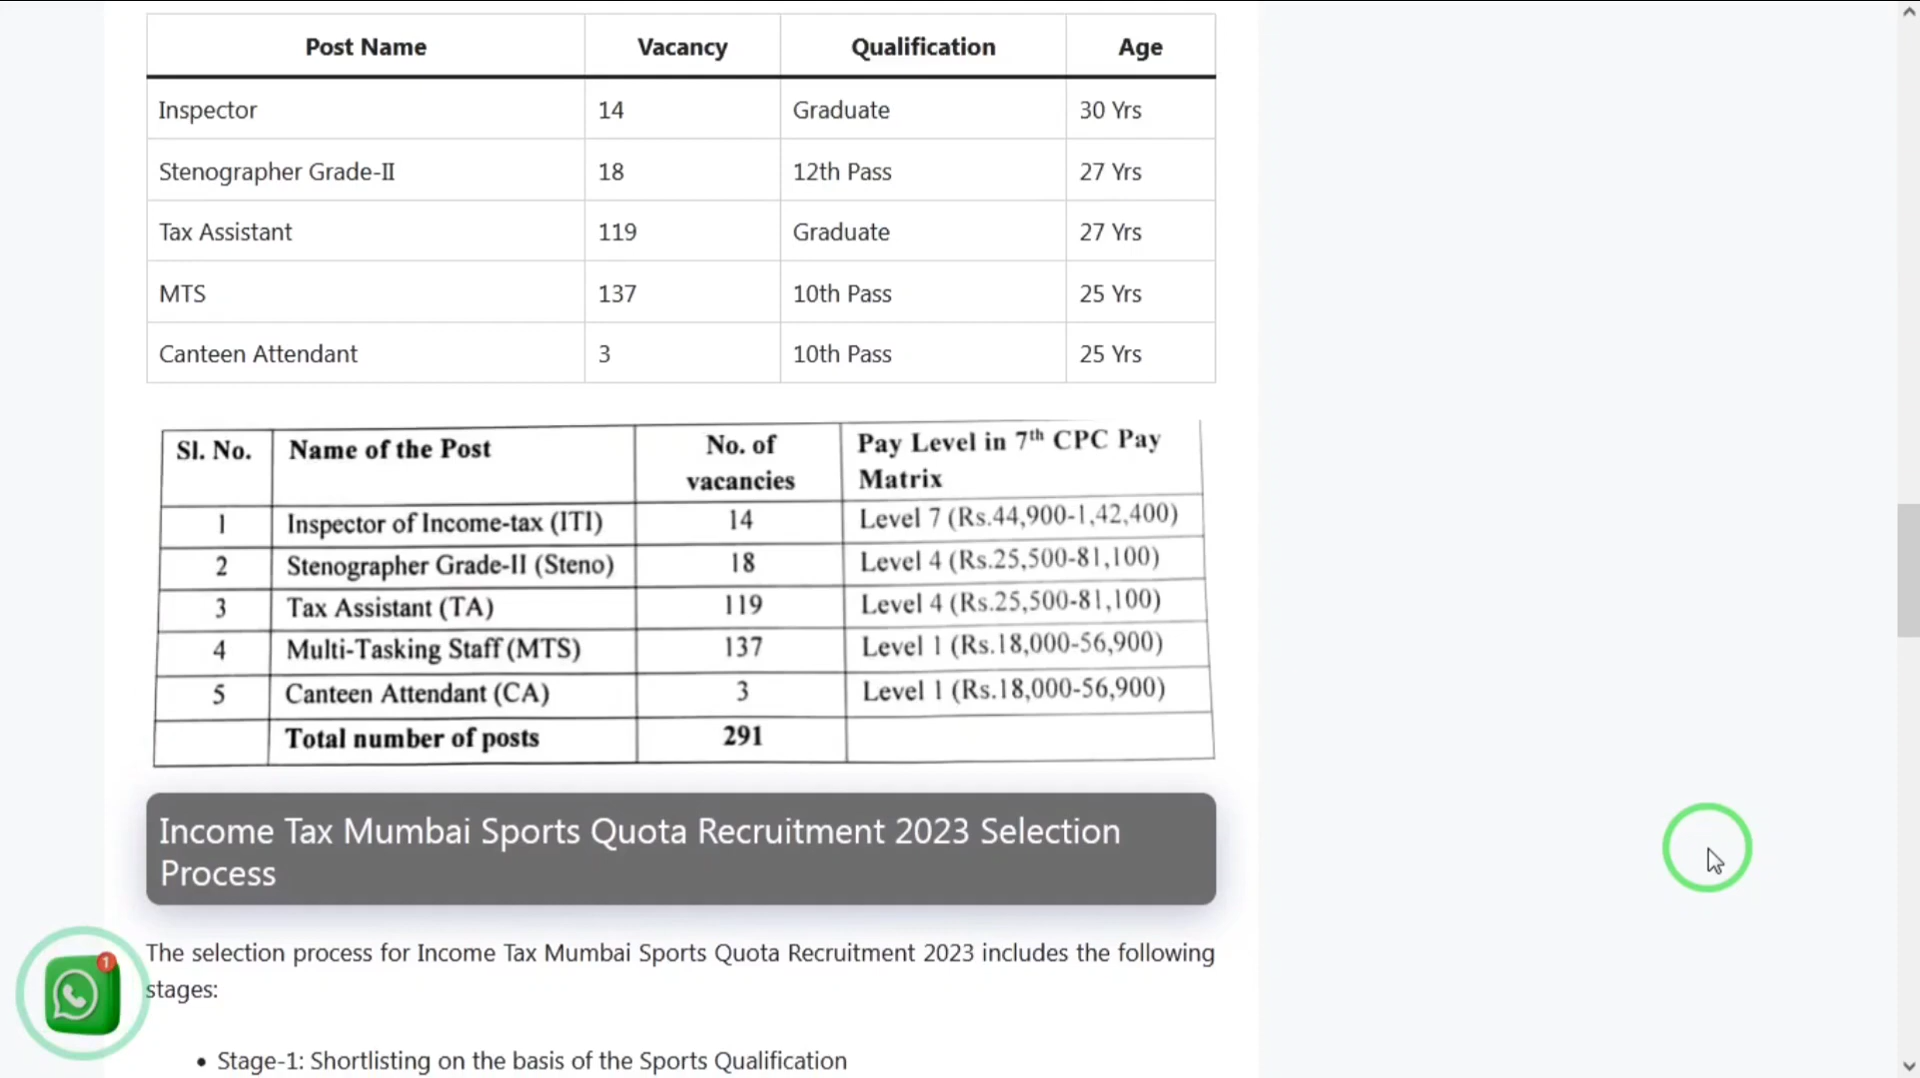 Post Name Vacancy Qualification Age
Inspector 14 Graduate 30 Yrs
Stenographer Grade-II 18 12th Pass 27 Yrs
Tax Assistant 119 Graduate 27 Yrs
MTS 137 10th Pass 25 Yrs
Canteen Attendant 3 10th Pass 25 Yrs
Sl. No. Name of the Post No. of vacancies Pay Level in 7th CPC Pay Matrix
1 Inspector of Income-tax (ITI) 14 Level 7 (Rs.44,900-1,42,400)
2 Stenographer Grade-II (Steno) 18 Level 4 (Rs.25,500-81,100)
3 Tax Assistant (TA) 119 Level 4 (Rs.25,500-81,100)
4 Multi-Tasking Staff (MTS) 137 Level 1 (Rs.18,000-56,900)
5 Canteen Attendant (CA) 3 Level 1 (Rs.18,000-56,900)
Total number of posts 291
Income Tax Mumbai Sports Quota Recruitment 2023 Selection
Process
The selection process for Income Tax Mumbai Sports Quota Recruitment 2023 includes the following
stages:
1
• Stage-1: Shortlisting on the basis of the Sports Qualification